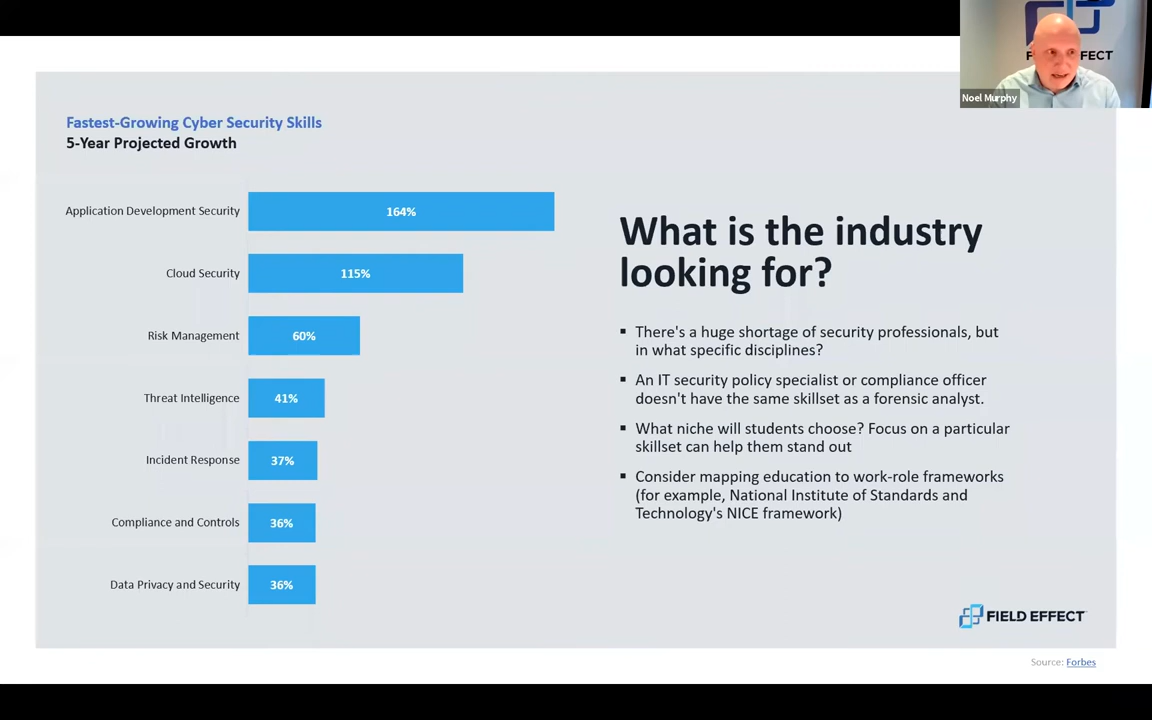 FIELD EFFECT
Noel Murphy
Fastest-Growing Cyber Security Skills
5-Year Projected Growth
Application Development Security
164%
Cloud Security
115%
Risk Management
60%
Threat Intelligence
41%
Incident Response
37%
Compliance and Controls
36%
Data Privacy and Security
36%
What is the industry
looking for?
▪ There's a huge shortage of security professionals, but
in what specific disciplines?
▪ An IT security policy specialist or compliance officer
doesn't have the same skillset as a forensic analyst.
▪ What niche will students choose? Focus on a particular
skillset can help them stand out
▪ Consider mapping education to work-role frameworks
(for example, National Institute of Standards and
Technology's NICE framework)
FIELD EFFECT
Source: Forbes